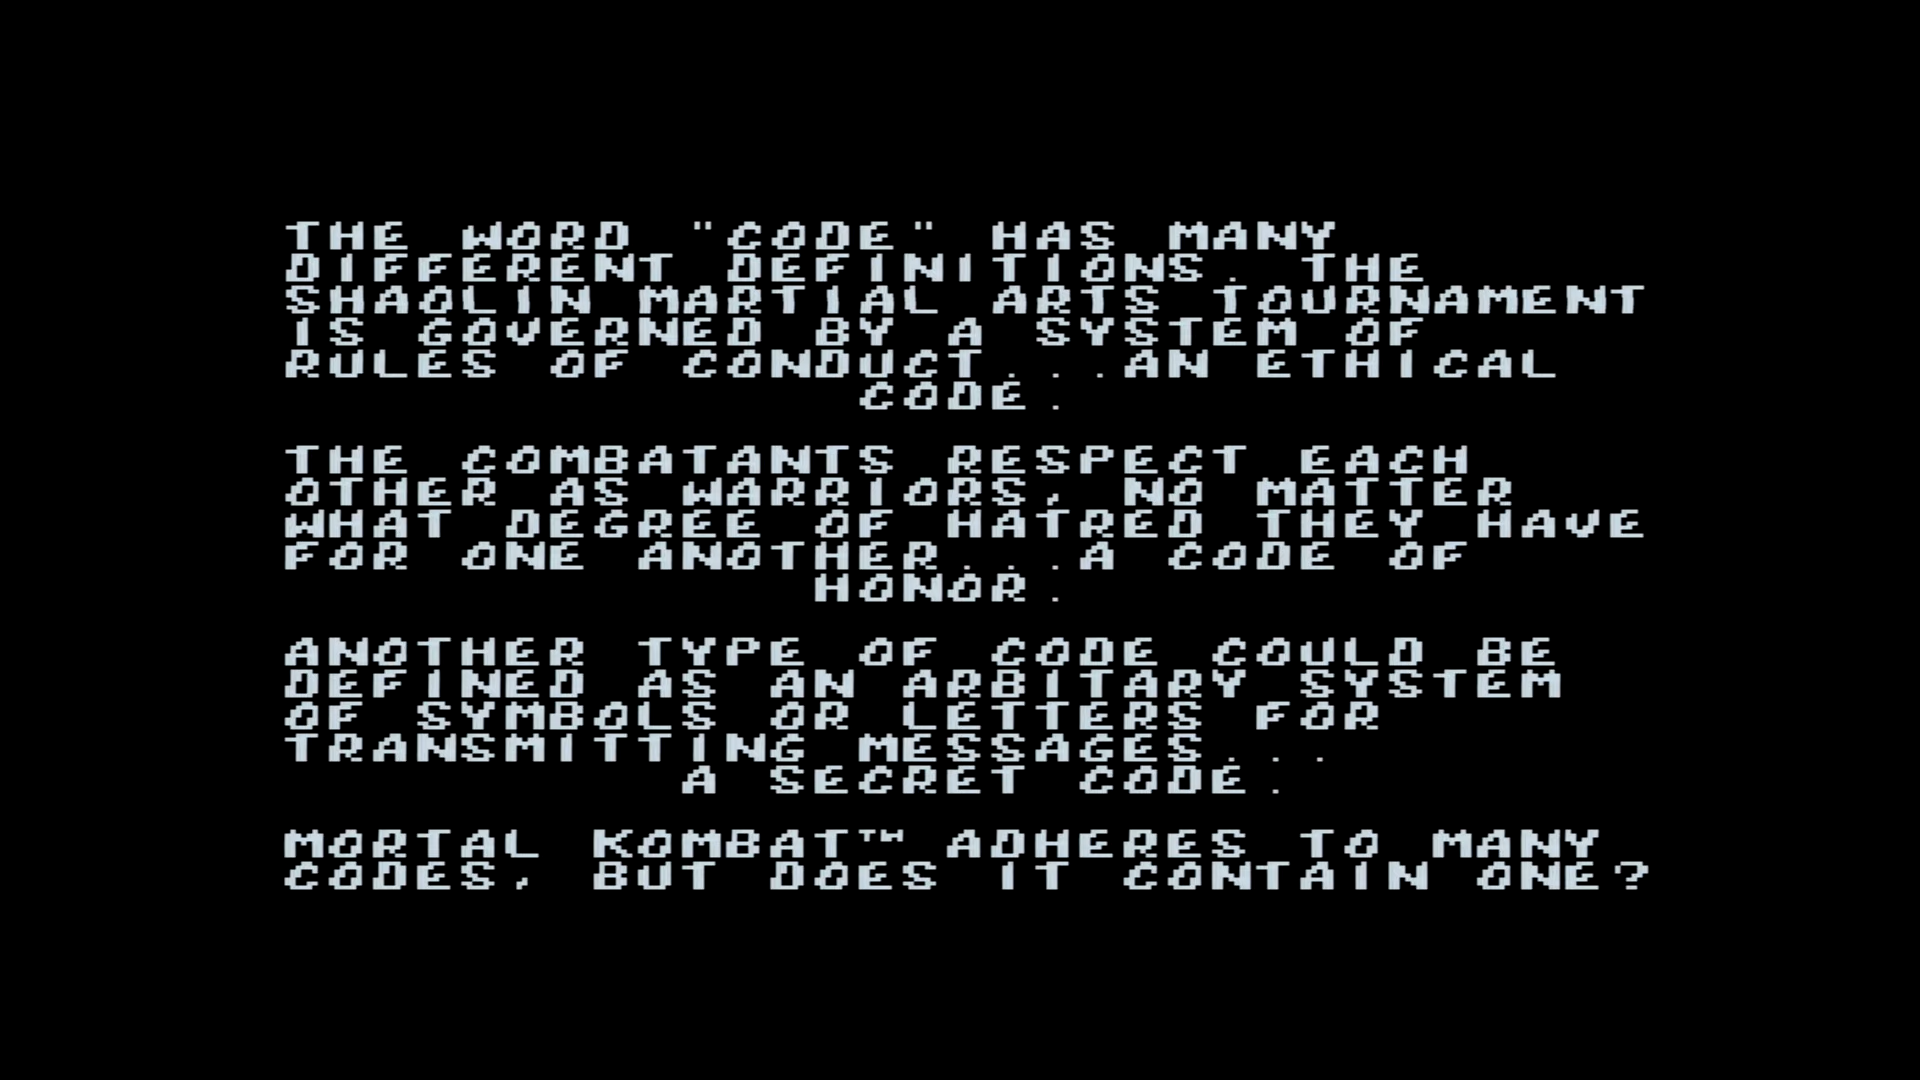 THE WORD "CODE" HAS MANY
DIFFERENT DEFINITIONS. THE
SHAOLIN MARTIAL ARTS TOURNAMENT
IS GOVERNED BY A SYSTEM OF
RULES OF CONDUCT...AN ETHICAL
CODE.
THE COMBATANTS RESPECT EACH
OTHER AS WARRIORS, NO MATTER
WHAT DEGREE OF HATRED THEY HAVE
FOR ONE ANOTHER...A CODE OF
HONOR.
ANOTHER TYPE OF CODE COULD BE
DEFINED AS AN ARBITARY SYSTEM
OF SYMBOLS OR LETTERS FOR
TRANSMITTING MESSAGES...
A SECRET CODE.
MORTAL KOMBAT™ ADHERES TO MANY
CODES, BUT DOES IT CONTAIN ONE?